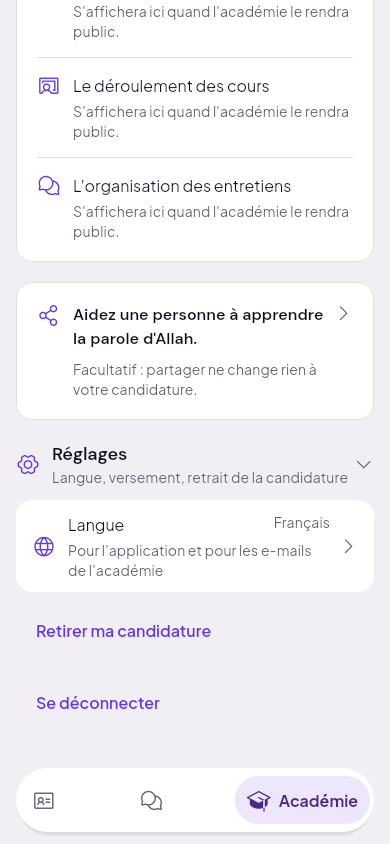 S'affichera ici quand l'académie le rendra
public.
Le déroulement des cours
S'affichera ici quand l'académie le rendra
public.
L'organisation des entretiens
S'affichera ici quand l'académie le rendra
public.
Aidez une personne à apprendre
la parole d'Allah.
Facultatif : partager ne change rien à
votre candidature.
Réglages
Langue, versement, retrait de la candidature
Langue
Français
Pour l'application et pour les e-mails
de l'académie
Retirer ma candidature
Se déconnecter
Académie